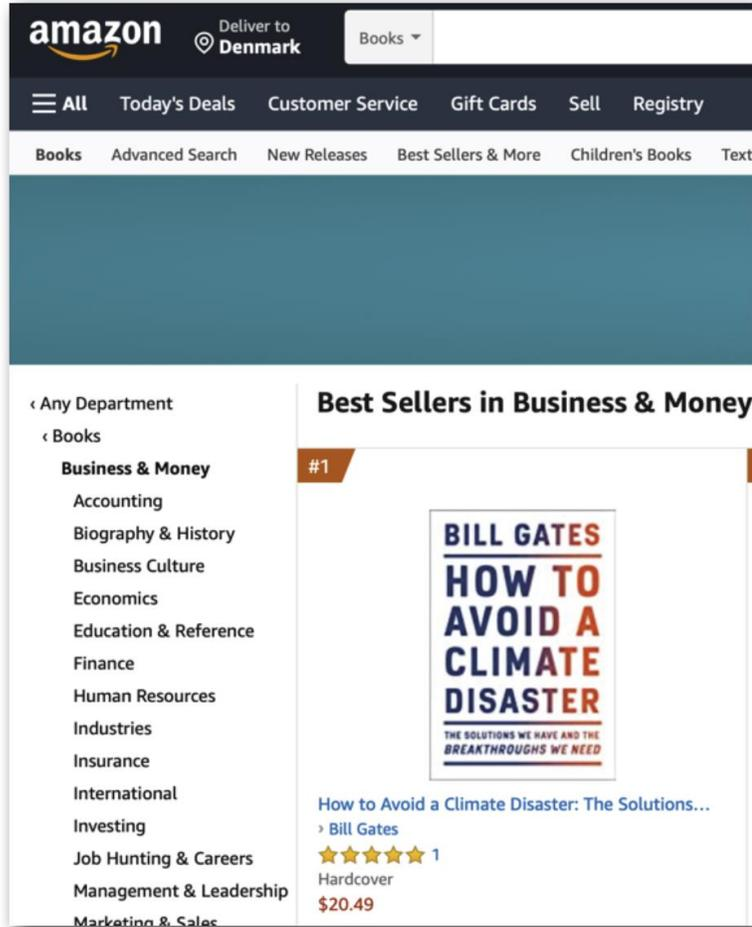 amazon
Deliver to
Denmark
Books
All Today's Deals Customer Service Gift Cards Sell Registry
Books Advanced Search New Releases Best Sellers & More Children's Books Text
‹ Any Department
‹ Books
Business & Money
Accounting
Biography & History
Business Culture
Economics
Education & Reference
Finance
Human Resources
Industries
Insurance
International
Investing
Job Hunting & Careers
Management & Leadership
Marketing & Sales
Best Sellers in Business & Money
#1
BILL GATES
HOW TO
AVOID A
CLIMATE
DISASTER
THE SOLUTIONS WE HAVE AND THE
BREAKTHROUGHS WE NEED
How to Avoid a Climate Disaster: The Solutions...
› Bill Gates
1
Hardcover
$20.49